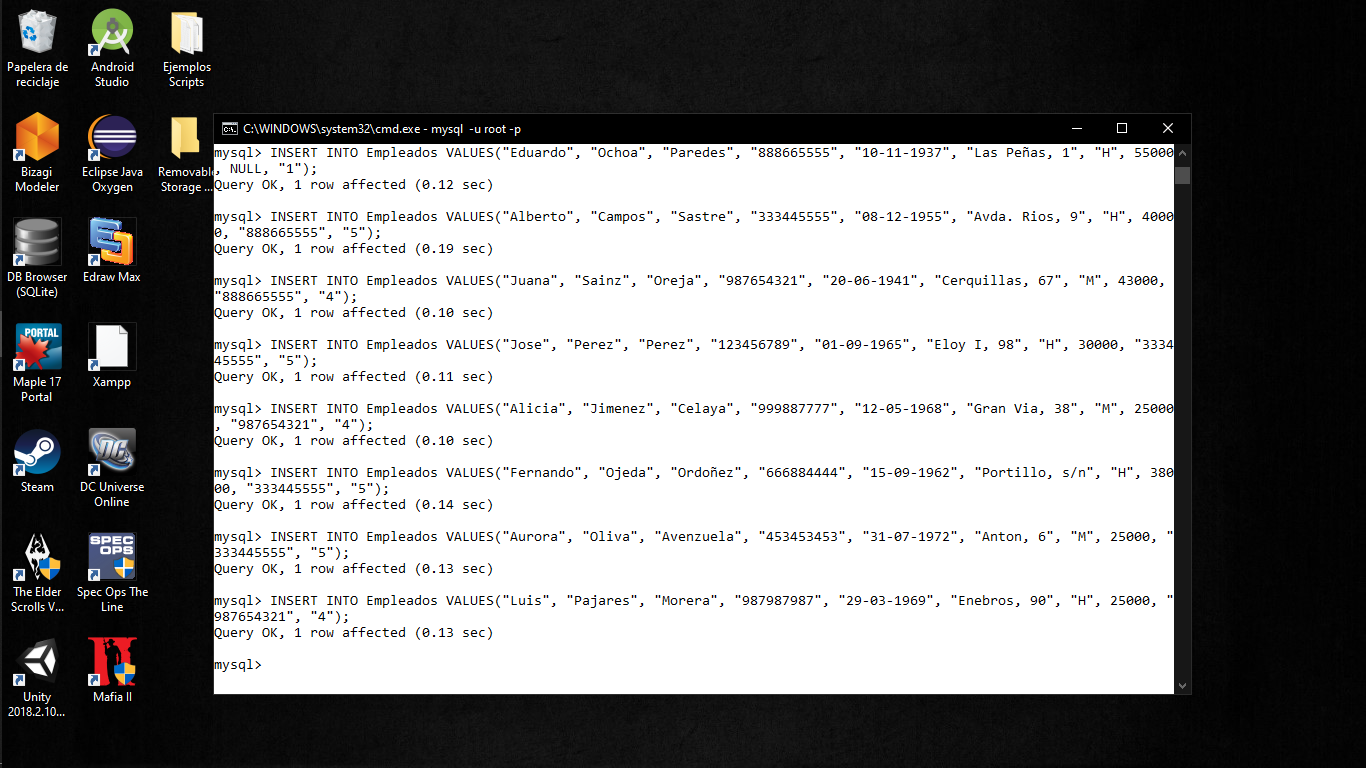 Papelera de
reciclaje
Android
Studio
Ejemplos
Scripts
Bizagi
Modeler
Eclipse Java
Oxygen
Removable
Storage ...
DB Browser
(SQLite)
Edraw Max
PORTAL
Maple 17
Portal
Xampp
Steam
DC
DC Universe
Online
The Elder
Scrolls V...
SPEC
OPS
Spec Ops The
Line
Unity
2018.2.10...
II
Mafia II
C:\WINDOWS\system32\cmd.exe - mysql  -u root -p
mysql> INSERT INTO Empleados VALUES("Eduardo", "Ochoa", "Paredes", "888665555", "10-11-1937", "Las Peñas, 1", "H", 55000
, NULL, "1");
Query OK, 1 row affected (0.12 sec)
mysql> INSERT INTO Empleados VALUES("Alberto", "Campos", "Sastre", "333445555", "08-12-1955", "Avda. Rios, 9", "H", 4000
0, "888665555", "5");
Query OK, 1 row affected (0.19 sec)
mysql> INSERT INTO Empleados VALUES("Juana", "Sainz", "Oreja", "987654321", "20-06-1941", "Cerquillas, 67", "M", 43000,
"888665555", "4");
Query OK, 1 row affected (0.10 sec)
mysql> INSERT INTO Empleados VALUES("Jose", "Perez", "Perez", "123456789", "01-09-1965", "Eloy I, 98", "H", 30000, "3334
45555", "5");
Query OK, 1 row affected (0.11 sec)
mysql> INSERT INTO Empleados VALUES("Alicia", "Jimenez", "Celaya", "999887777", "12-05-1968", "Gran Via, 38", "M", 25000
, "987654321", "4");
Query OK, 1 row affected (0.10 sec)
mysql> INSERT INTO Empleados VALUES("Fernando", "Ojeda", "Ordoñez", "666884444", "15-09-1962", "Portillo, s/n", "H", 380
00, "333445555", "5");
Query OK, 1 row affected (0.14 sec)
mysql> INSERT INTO Empleados VALUES("Aurora", "Oliva", "Avenzuela", "453453453", "31-07-1972", "Anton, 6", "M", 25000, "
333445555", "5");
Query OK, 1 row affected (0.13 sec)
mysql> INSERT INTO Empleados VALUES("Luis", "Pajares", "Morera", "987987987", "29-03-1969", "Enebros, 90", "H", 25000, "
987654321", "4");
Query OK, 1 row affected (0.13 sec)
mysql>